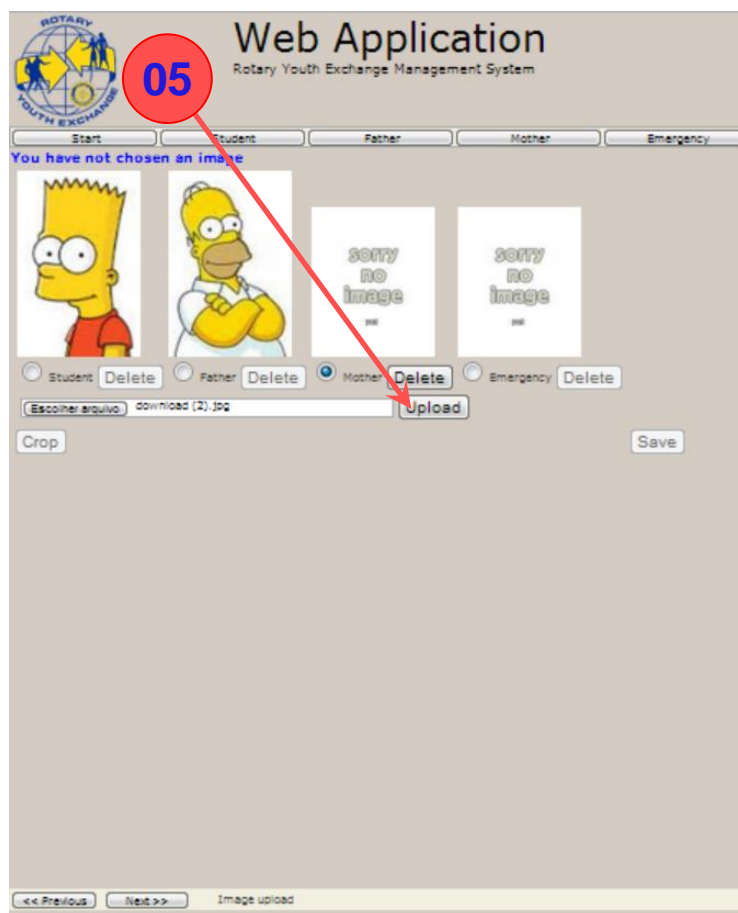 ROTARY
YOUTH EXCHANGE
Web Application
Rotary Youth Exchange Management System
05
Start Student Father Mother Emergency
You have not chosen an image
sorry no image
sorry no image
Student Delete Father Delete Mother Delete Emergency Delete
Escolher arquivo download (2).jpg Upload
Crop Save
<< Previous Next >> Image upload